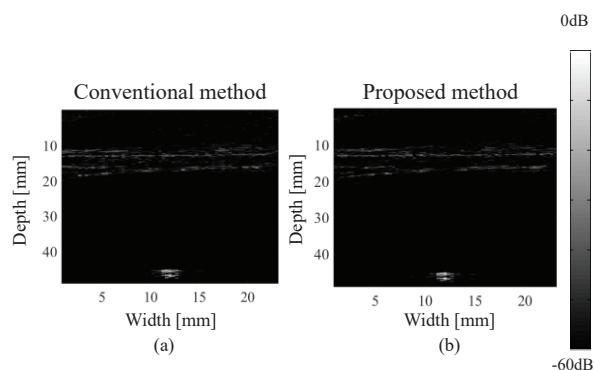 0dB
Conventional method
Proposed method
10
20
30
40
Depth [mm]
5
10
15
20
Width [mm]
(a)
10
20
30
40
Depth [mm]
5
10
15
20
Width [mm]
(b)
-60dB